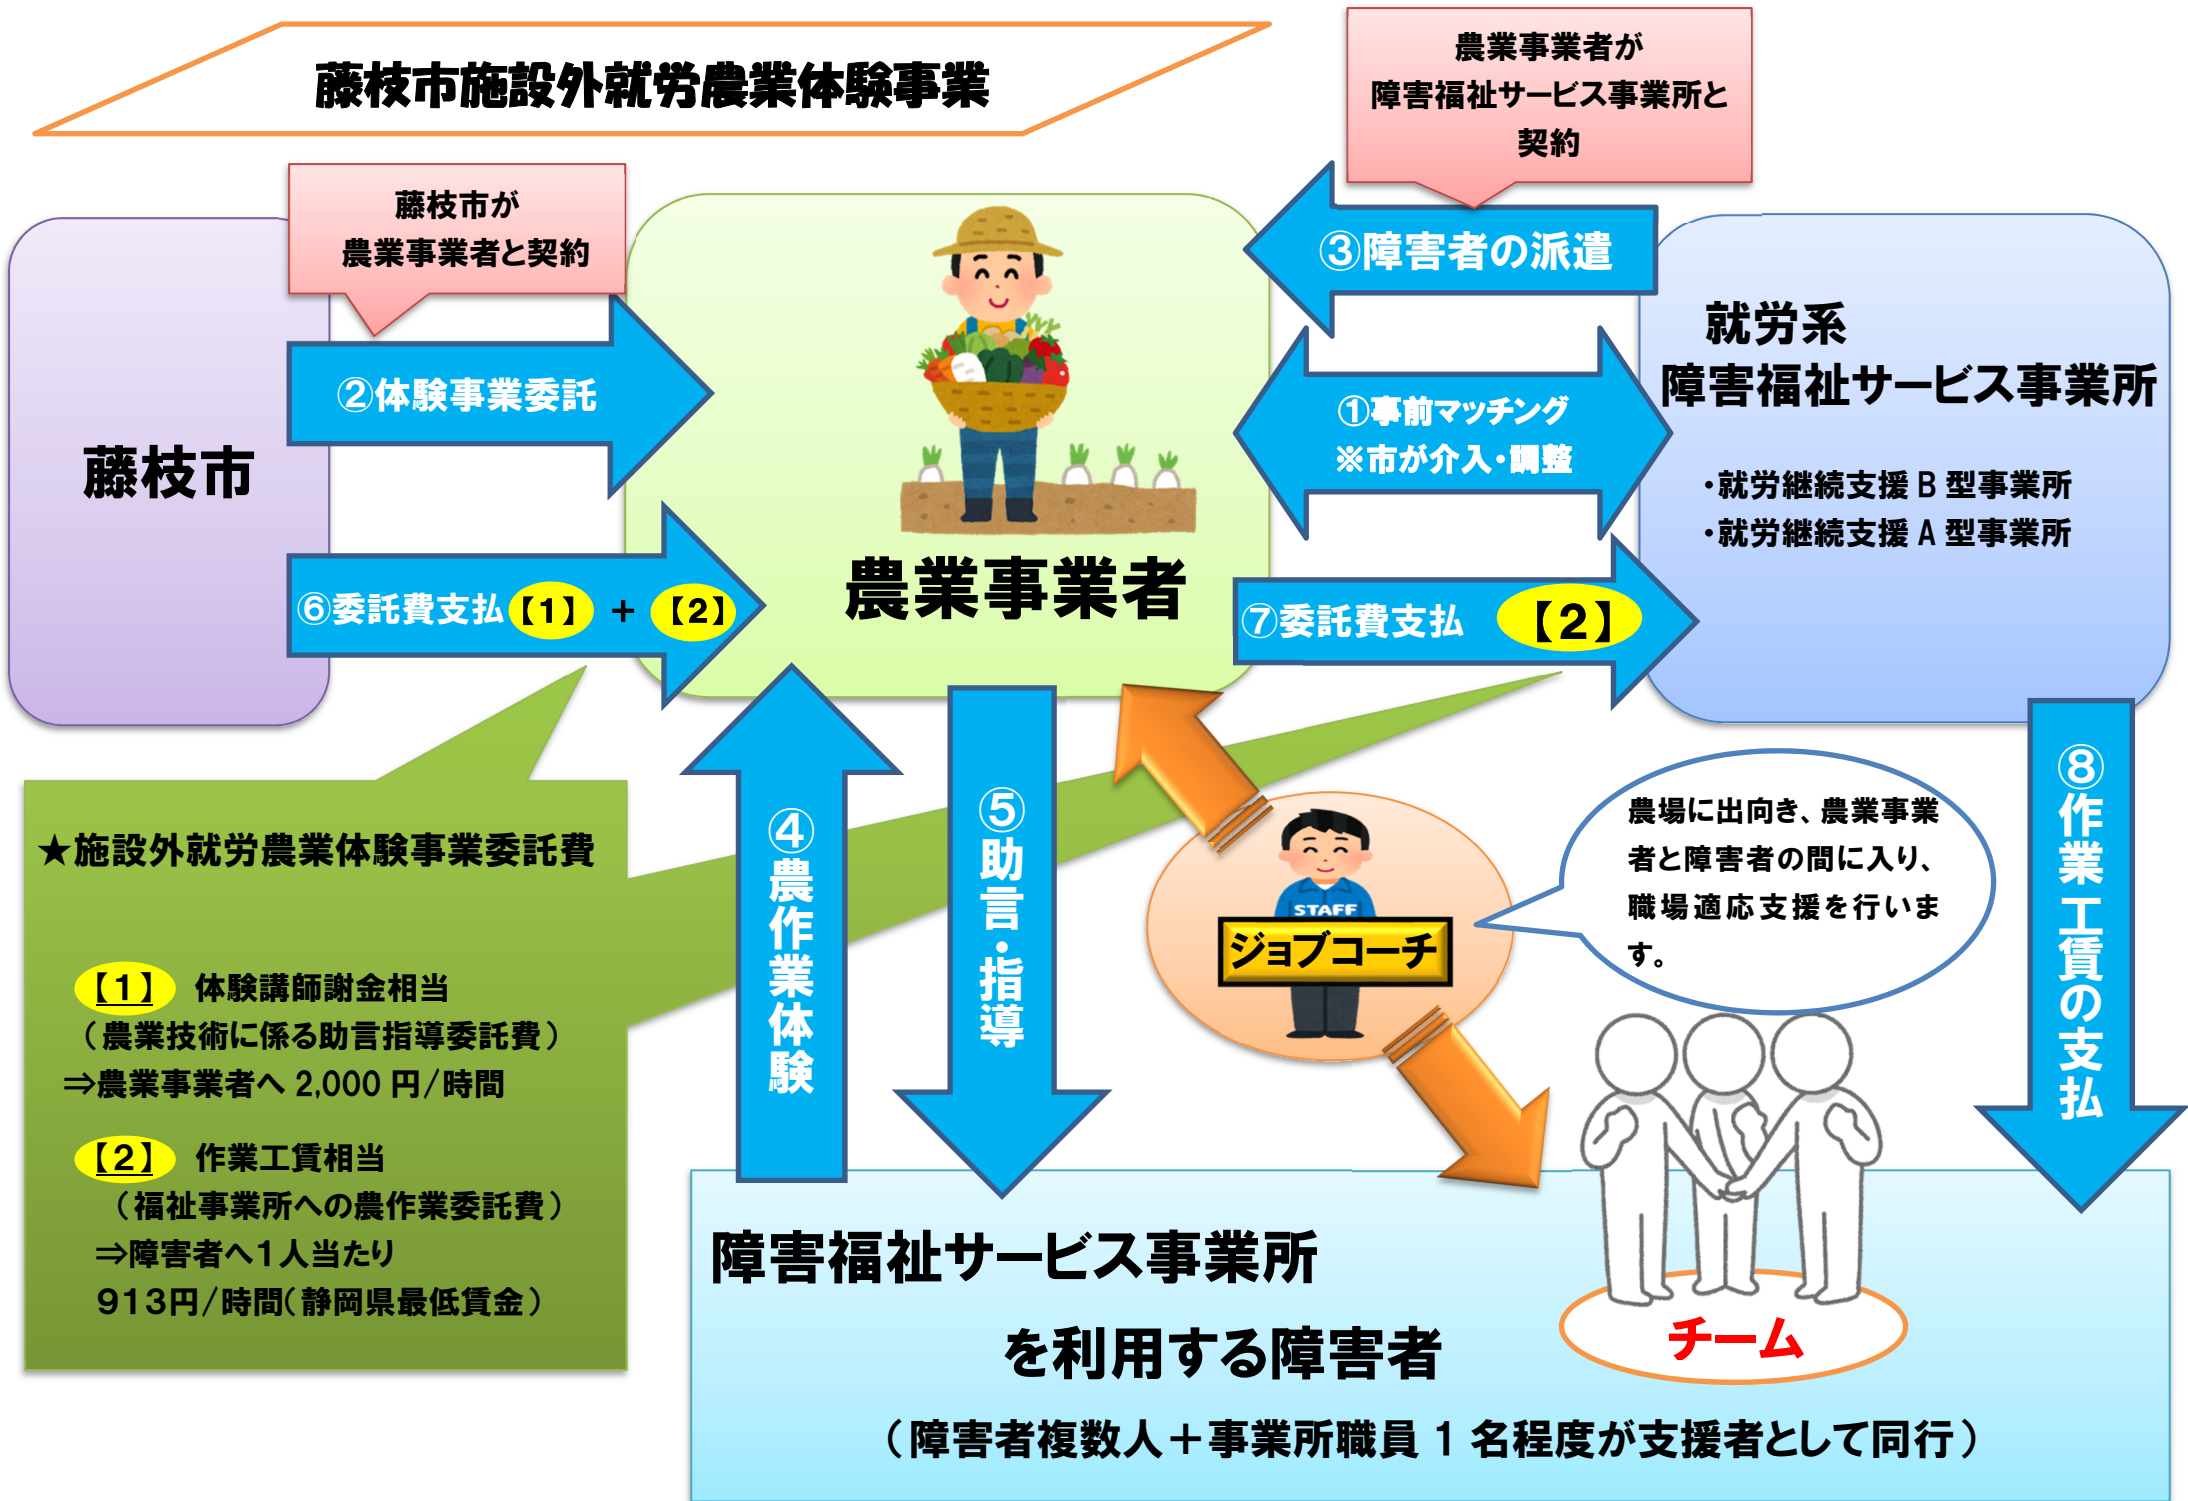 藤枝市施設外就労農業体験事業
農業事業者が
障害福祉サービス事業所と
契約
藤枝市が
農業事業者と契約
③障害者の派遣
②体験事業委託
①事前マッチング
※市が介入・調整
藤枝市
就労系
障害福祉サービス事業所
・就労継続支援 B 型事業所
・就労継続支援 A 型事業所
農業事業者
⑥委託費支払【1】 + 【2】
⑦委託費支払 【2】
④農作業体験
⑤助言・指導
⑧作業工賃の支払
★施設外就労農業体験事業委託費
【1】 体験講師謝金相当
（農業技術に係る助言指導委託費）
⇒農業事業者へ 2,000 円/時間
【2】 作業工賃相当
（福祉事業所への農作業委託費）
⇒障害者へ1人当たり
913円/時間（静岡県最低賃金）
STAFF
ジョブコーチ
農場に出向き、農業事業
者と障害者の間に入り、
職場適応支援を行いま
す。
障害福祉サービス事業所
を利用する障害者
チーム
（障害者複数人＋事業所職員 1 名程度が支援者として同行）